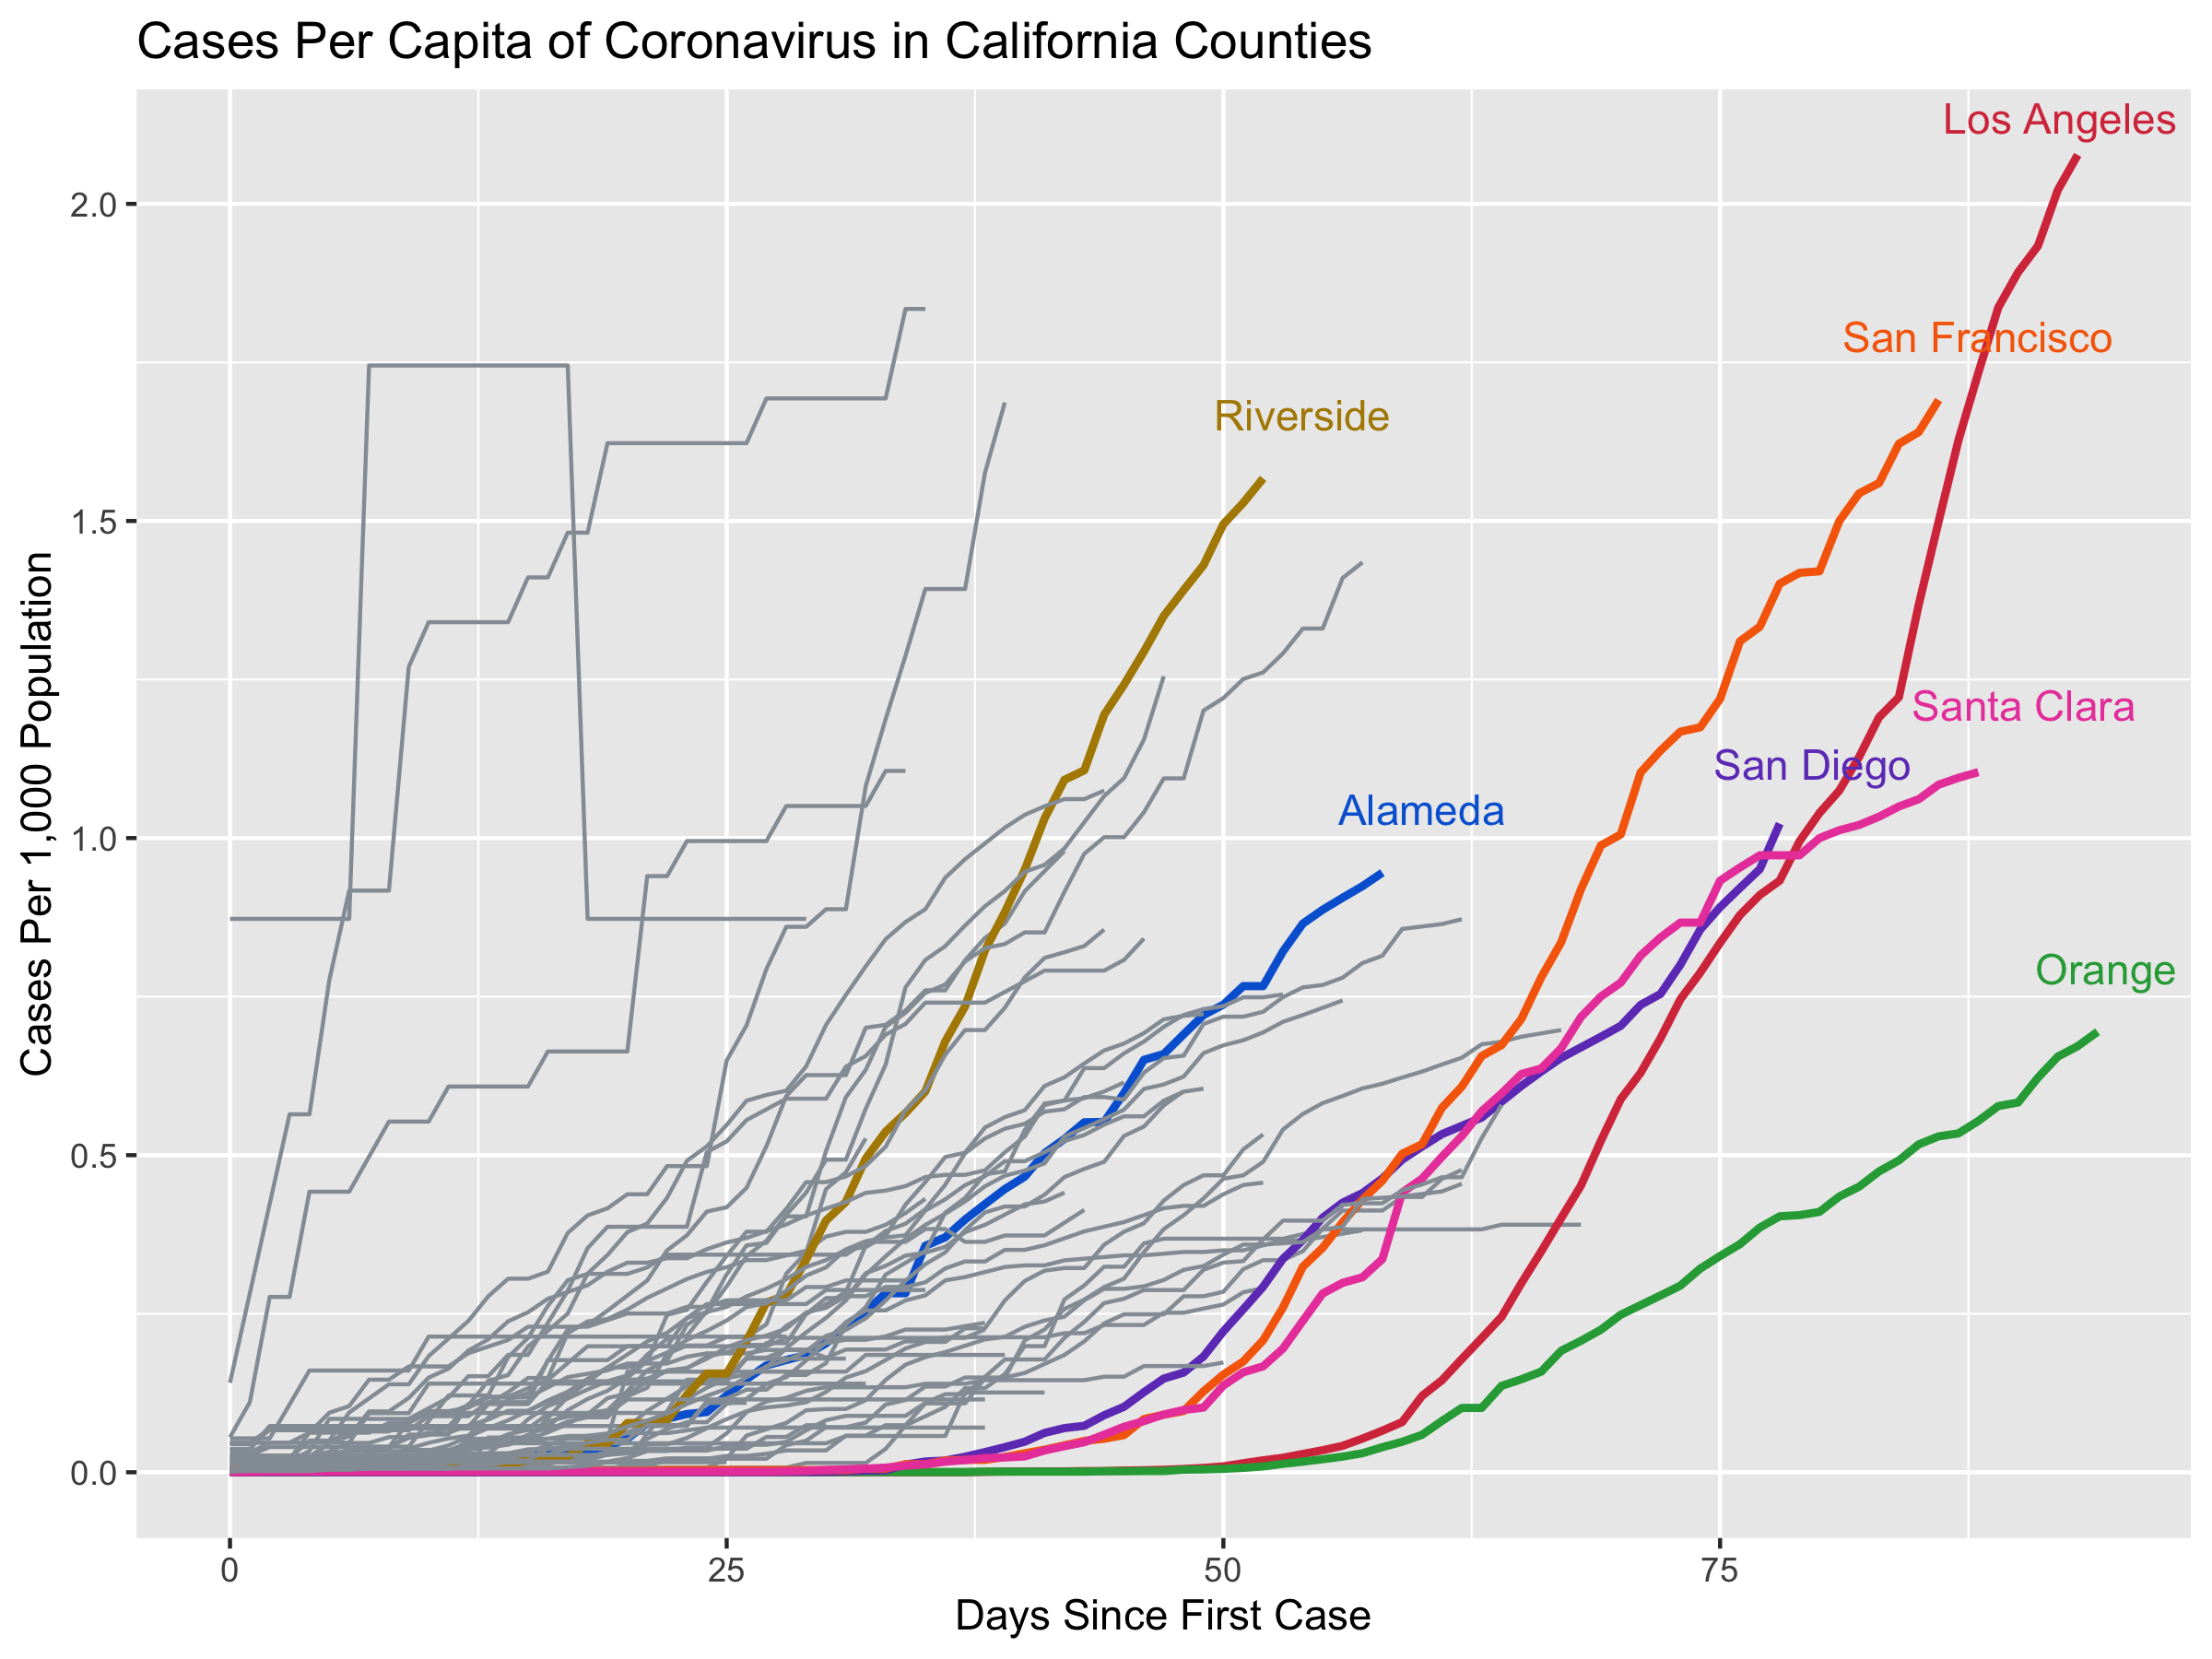 Cases Per Capita of Coronavirus in California Counties
Los Angeles
2.0
San Francisco
Riverside
1.5
Santa Clara
San Diego
Alameda
1.0
Orange
0.5
0.0
Cases Per 1,000 Population
0 25 50 75
Days Since First Case